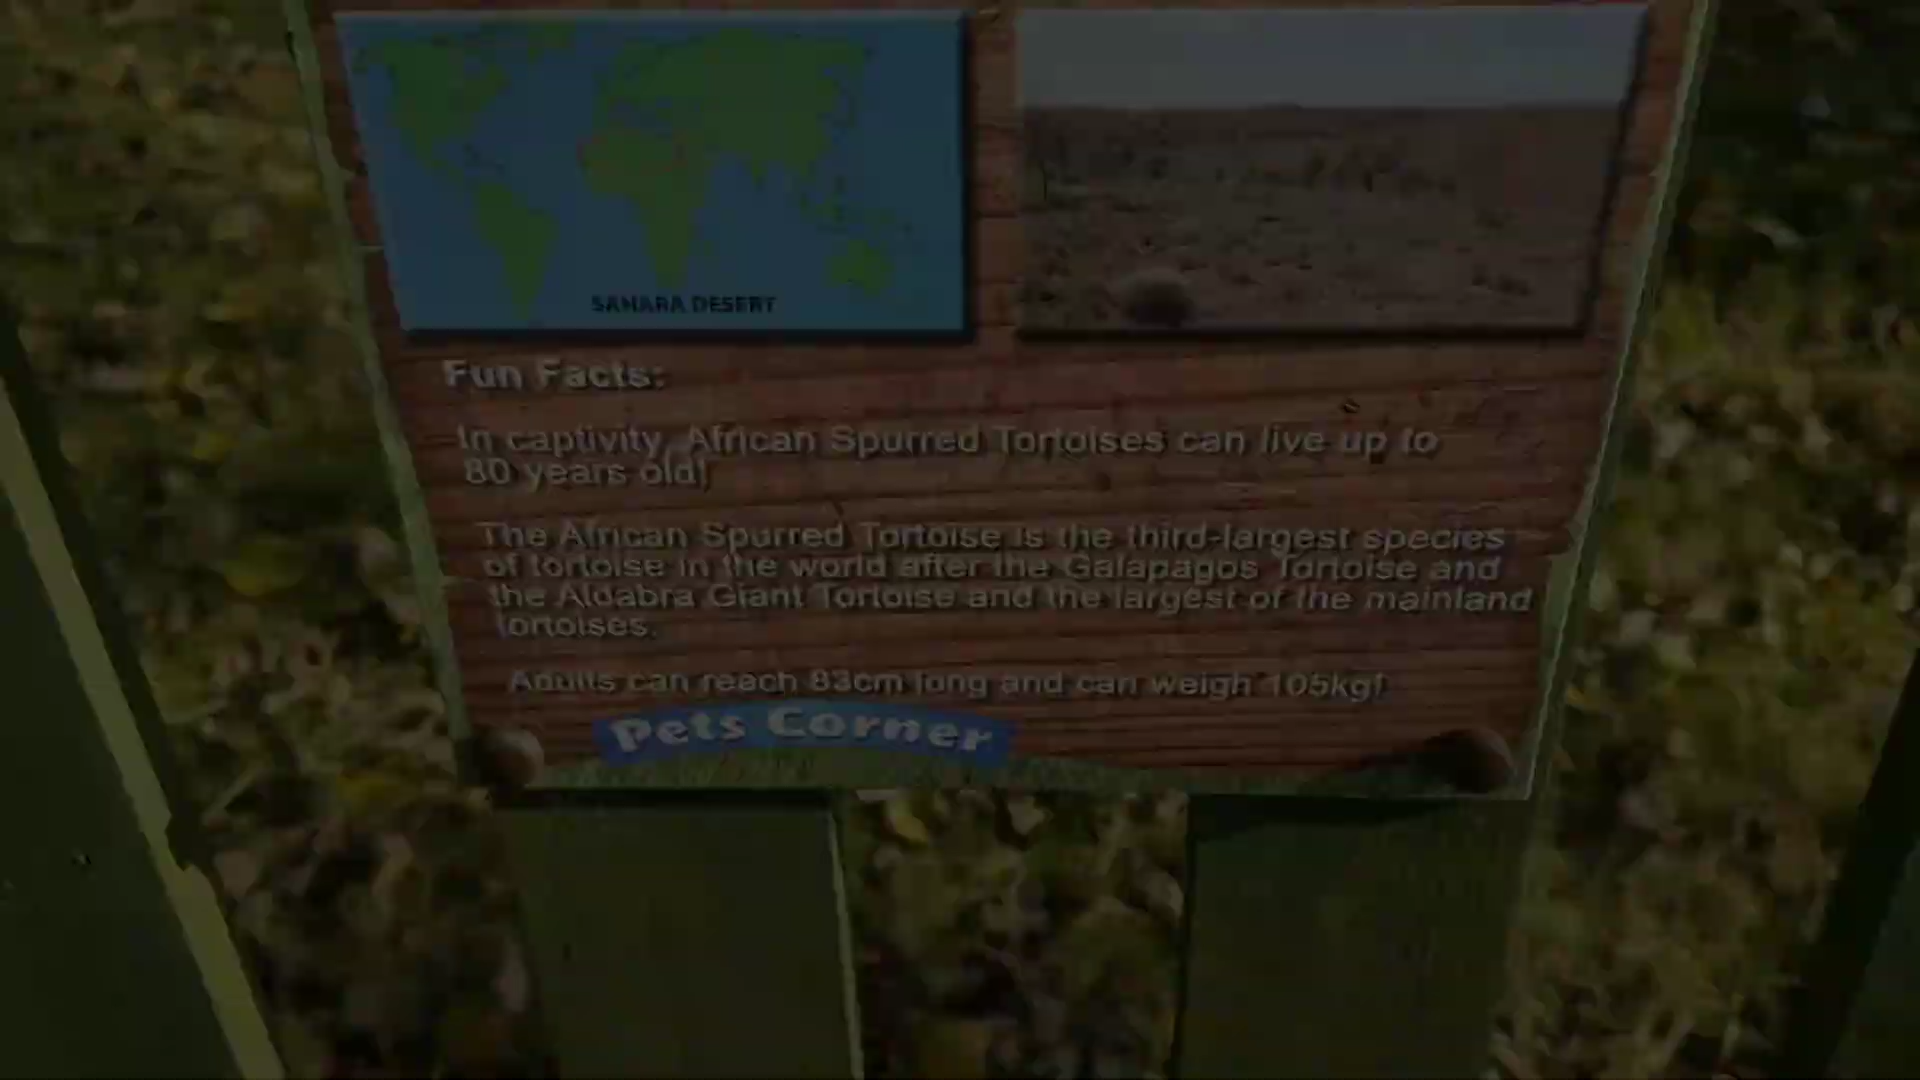 SAHARA DESERT
Fun Facts:
In captivity, African Spurred Tortoises can live up to
80 years old!
The African Spurred Tortoise is the third-largest species
of tortoise in the world after the Galapagos Tortoise and
the Aldabra Giant Tortoise and the largest of the mainland
tortoises.
Adults can reach 83cm long and can weigh 105kg!
Pets Corner